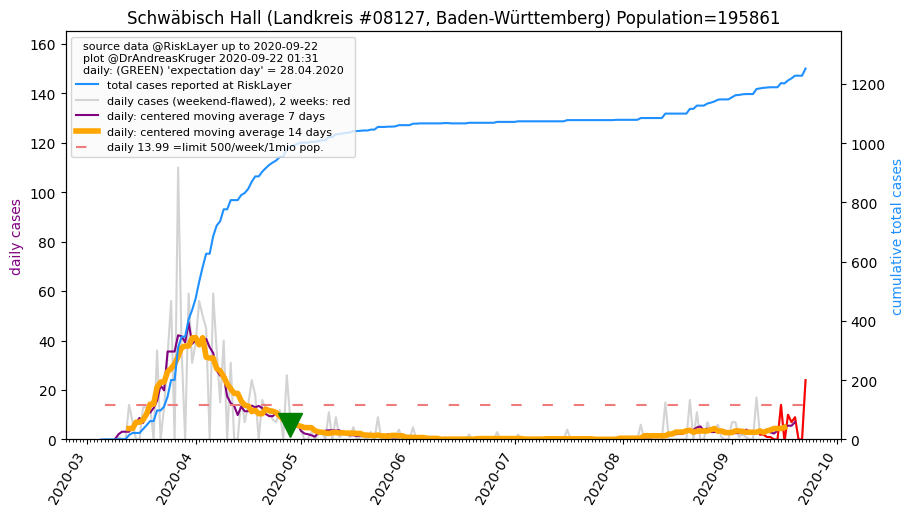 Schwäbisch Hall (Landkreis #08127, Baden-Württemberg) Population=195861
source data @RiskLayer up to 2020-09-22
plot @DrAndreasKruger 2020-09-22 01:31
daily: (GREEN) 'expectation day' = 28.04.2020
total cases reported at RiskLayer
daily cases (weekend-flawed), 2 weeks: red
daily: centered moving average 7 days
daily: centered moving average 14 days
daily 13.99 =limit 500/week/1mio pop.
daily cases
160
140
120
100
80
60
40
20
0
cumulative total cases
1200
1000
800
600
400
200
0
2020-03
2020-04
2020-05
2020-06
2020-07
2020-08
2020-09
2020-10